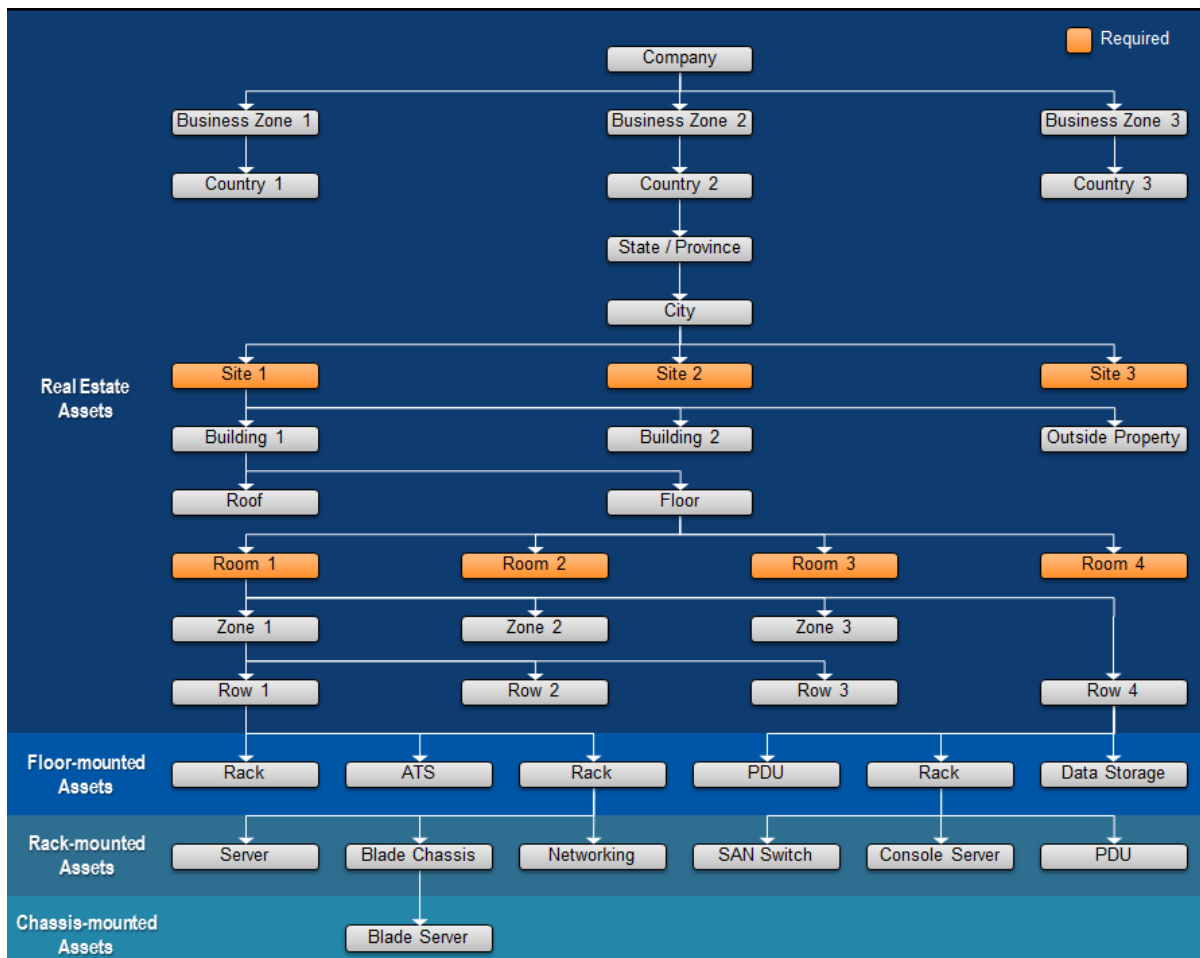 Required
Company
Business Zone 1
Business Zone 2
Business Zone 3
Country 1
Country 2
Country 3
State / Province
City
Real Estate
Assets
Site 1
Site 2
Site 3
Building 1
Building 2
Outside Property
Roof
Floor
Room 1
Room 2
Room 3
Room 4
Zone 1
Zone 2
Zone 3
Row 1
Row 2
Row 3
Row 4
Floor-mounted
Assets
Rack
ATS
Rack
PDU
Rack
Data Storage
Rack-mounted
Assets
Server
Blade Chassis
Networking
SAN Switch
Console Server
PDU
Chassis-mounted
Assets
Blade Server